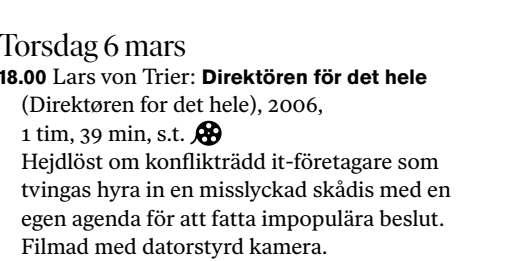 Torsdag 6 mars
18.00 Lars von Trier: Direktören för det hele
(Direktøren for det hele), 2006,
1 tim, 39 min, s.t.
Hejdlöst om konflikträdd it-företagare som
tvingas hyra in en misslyckad skådis med en
egen agenda för att fatta impopulära beslut.
Filmad med datorstyrd kamera.